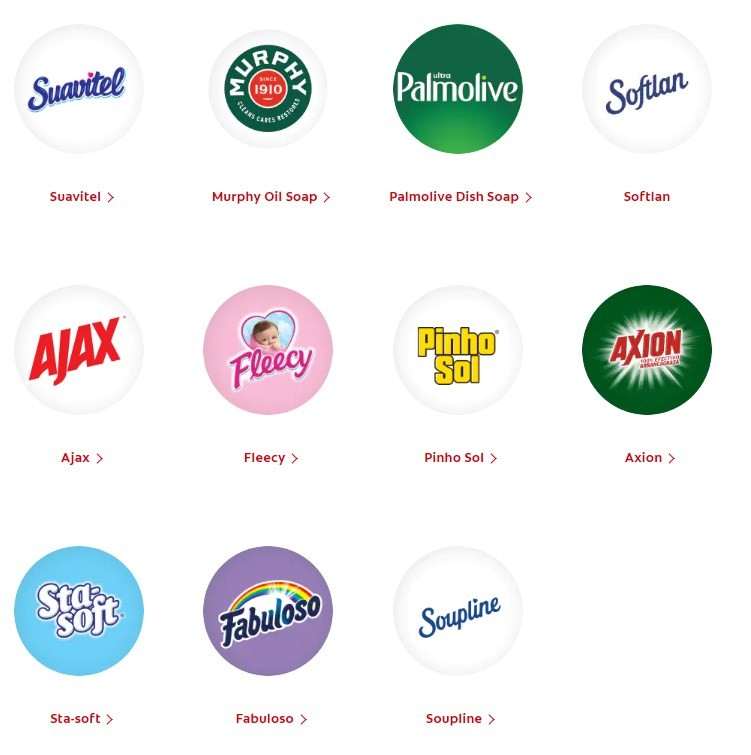 Suavitel
MURPHY
SINCE
1910
CLEANS CARES RESTORES
ultra
Palmolive
Softlan
Suavitel >
Murphy Oil Soap >
Palmolive Dish Soap >
Softlan
AJAX
Fleecy
Pinho
Sol
AXION
100% EFECTIVO
ARRANCAGRASA
Ajax >
Fleecy >
Pinho Sol >
Axion >
Sta-
soft
Fabuloso
Soupline
Sta-soft >
Fabuloso >
Soupline >